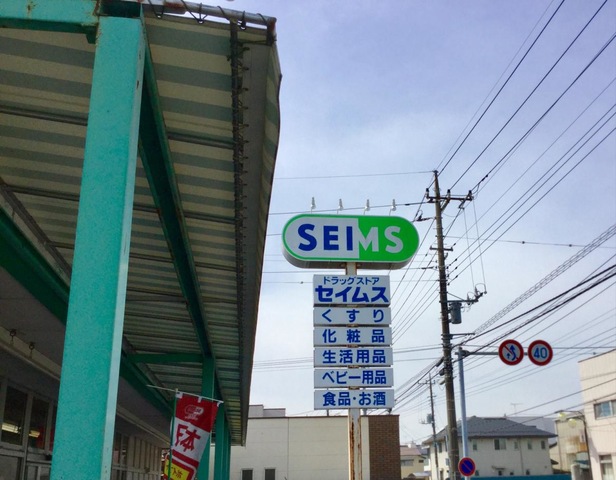 SEIMS
ドラッグストア
セイムス
くすり
化粧品
生活用品
ベビー用品
食品・お酒
40